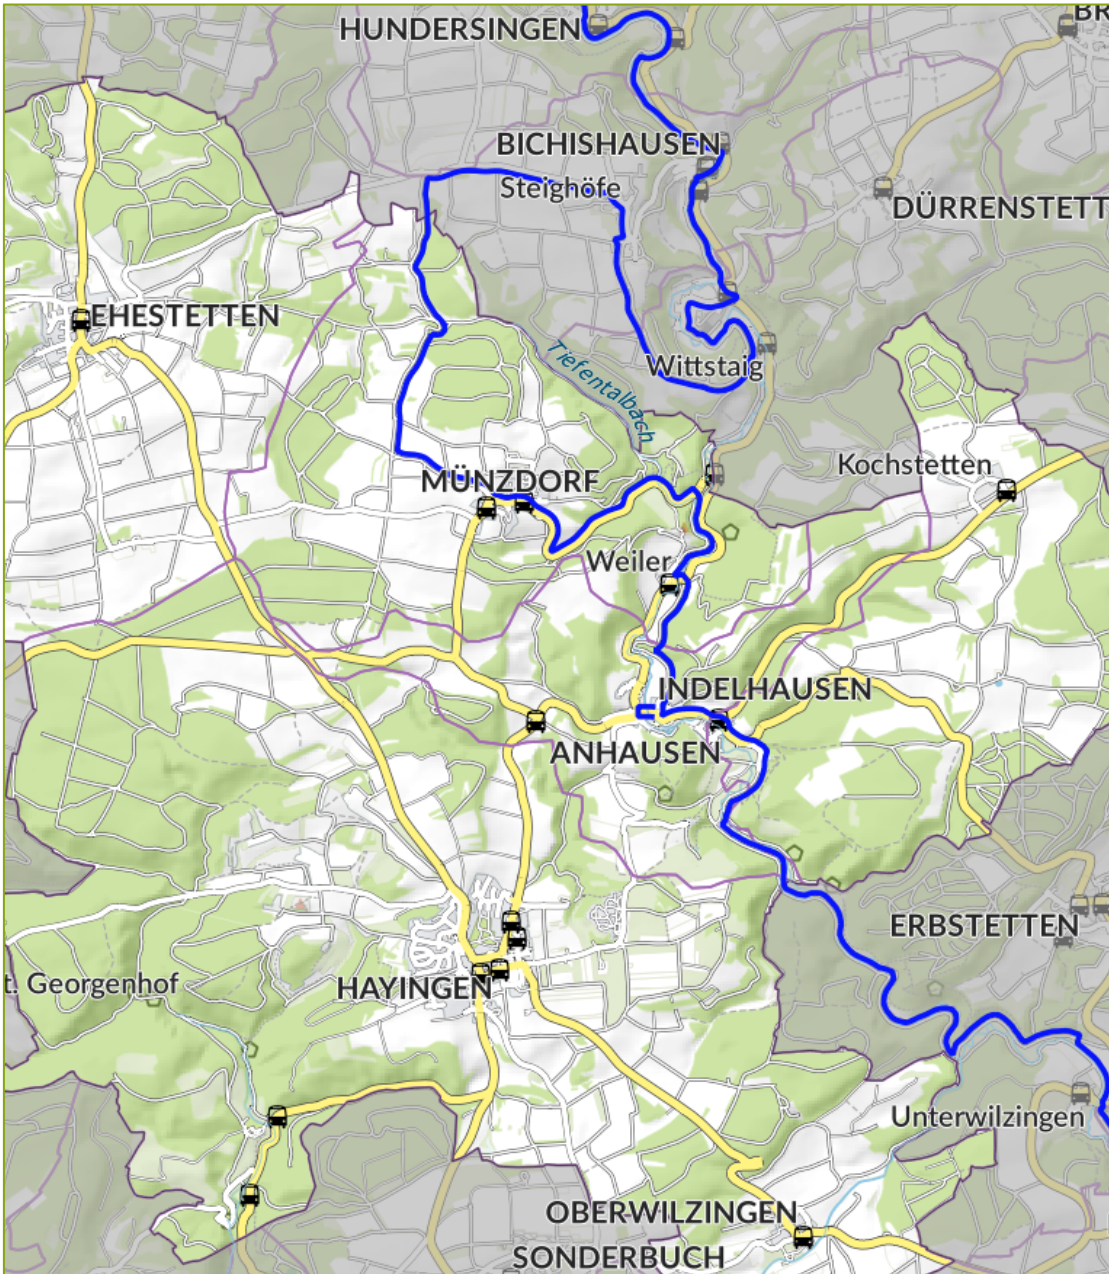 BR
HUNDERSINGEN
BICHISHAUSEN
Steighöfe
DÜRRENSTETT
EHESTETTEN
Tiefentalbach
Wittstaig
Kochstetten
MÜNZDORF
Weiler
INDELHAUSEN
ANHAUSEN
ERBSTETTEN
t. Georgenhof
HAYINGEN
Unterwilzingen
OBERWILZINGEN
SONDERBUCH